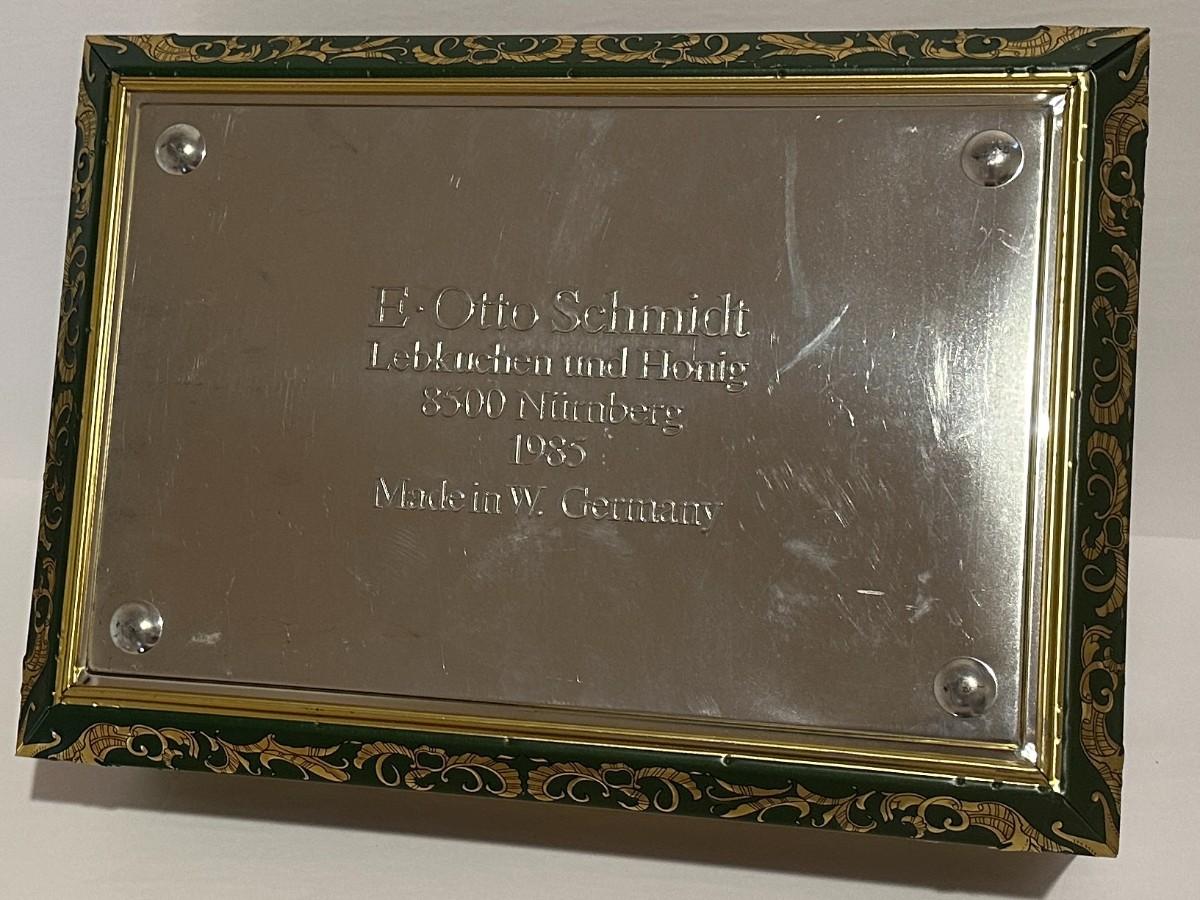 E·Otto Schmidt
Lebkuchen und Honig
8500 Nürnberg
1985
Made in W. Germany